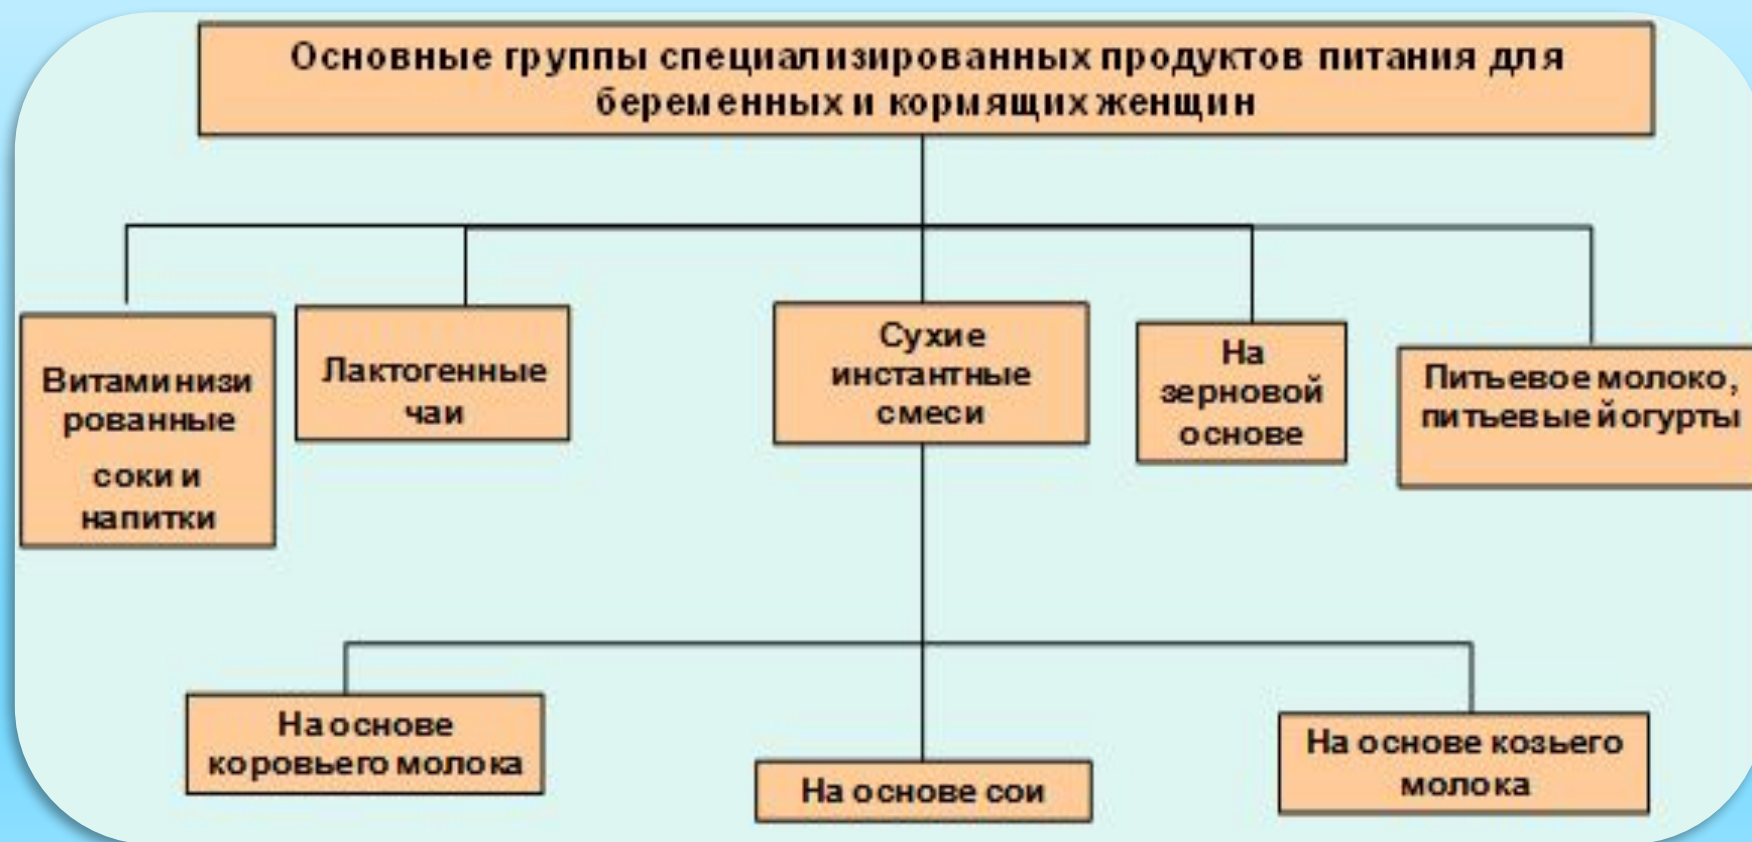 Основные группы специализированных продуктов питания для
беременных и кормящих женщин
Витаминизи
рованные
соки и
напитки
Лактогенные
чаи
Сухие
инстантные
смеси
На
зерновой
основе
Питьевое молоко,
питьевые йогурты
На основе
коровьего молока
На основе сои
На основе козьего
молока